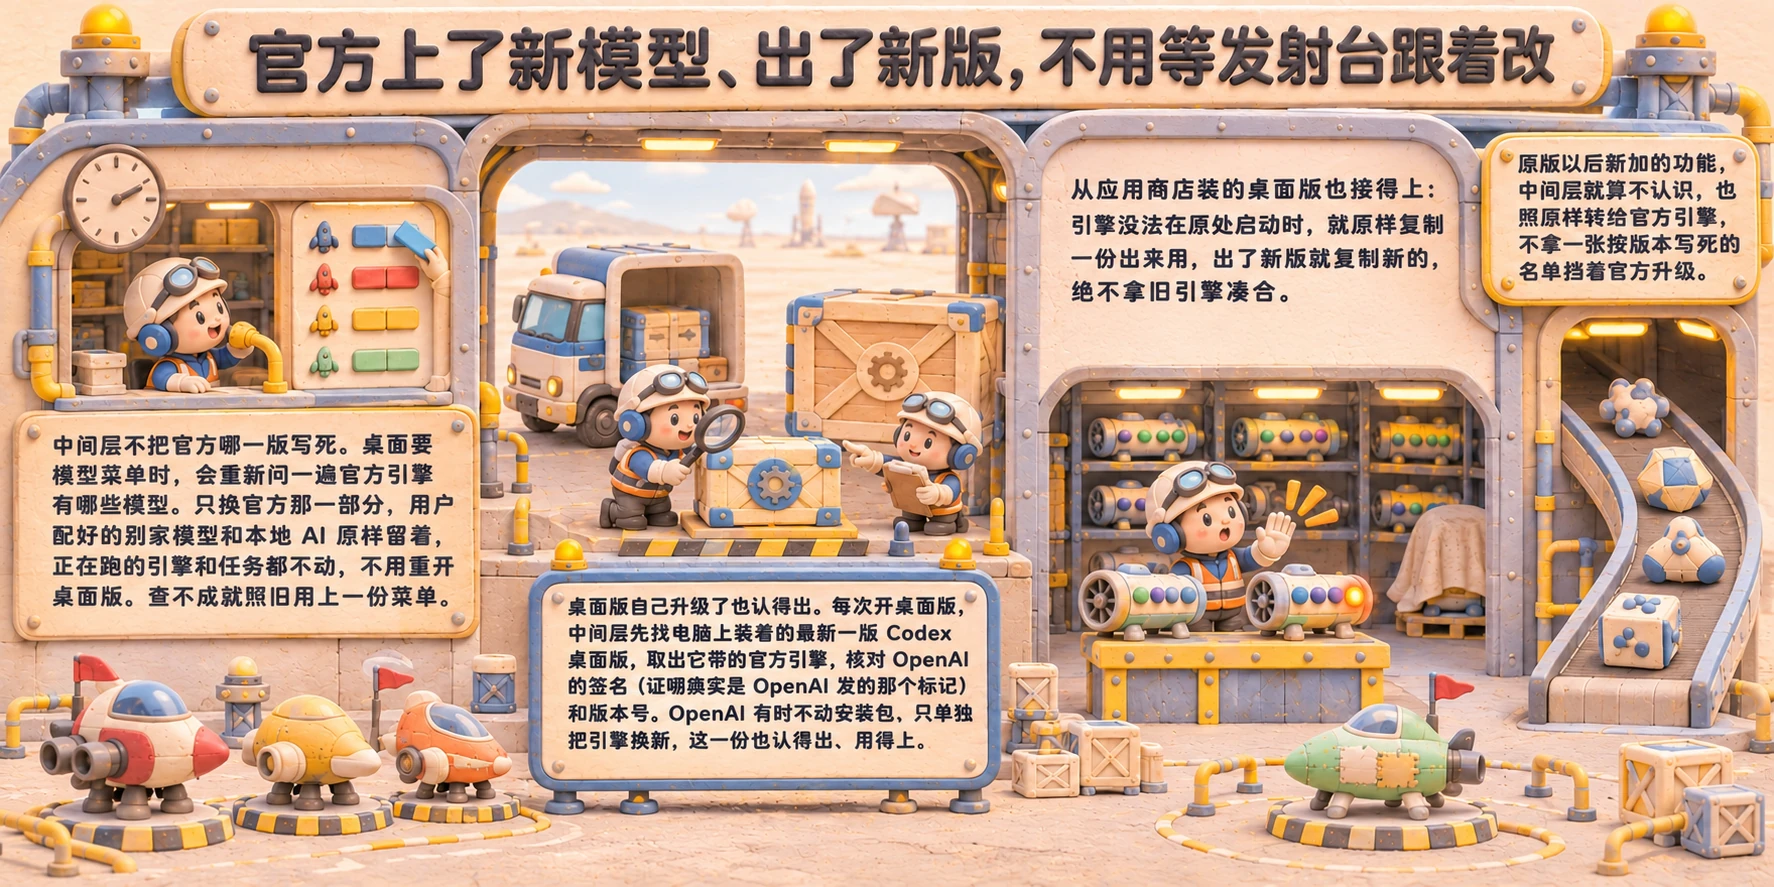 官方上了新模型、出了新版，不用等发射台跟着改
中间层不把官方哪一版写死。桌面要
模型菜单时，会重新问一遍官方引擎
有哪些模型。只换官方那一部分，用户
配好的别家模型和本地 AI 原样留着，
正在跑的引擎和任务都不动，不用重开
桌面版。查不成就照旧用上一份菜单。
桌面版自己升级了也认得出。每次开桌面版，
中间层先找电脑上装着的最新一版 Codex
桌面版，取出它带的官方引擎，核对 OpenAI
的签名（证实是 OpenAI 发的那个标记）
和版本号。OpenAI 有时不动安装包，只单独
把引擎换新，这一份也认得出、用得上。
从应用商店装的桌面版也接得上：
引擎没法在原处启动时，就原样复制
一份出来用，出了新版就复制新的，
绝不拿旧引擎凑合。
原版以后新加的功能，
中间层就算不认识，也
照原样转给官方引擎，
不拿一张按版本写死的
名单挡着官方升级。